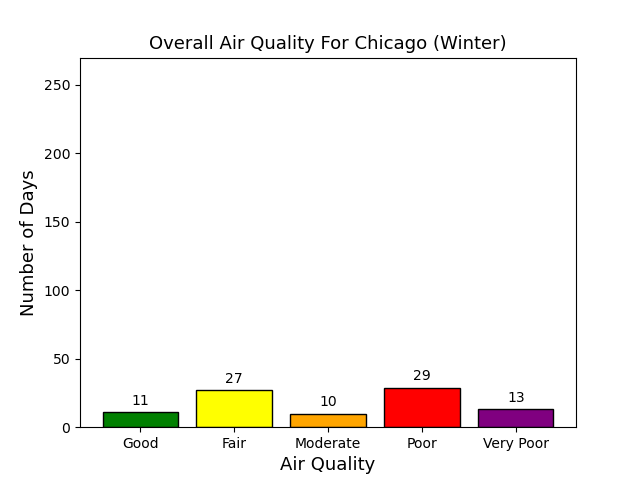 Overall Air Quality For Chicago (Winter)
Number of Days
250
200
150
100
50
0
11
27
10
29
13
Good
Fair
Moderate
Poor
Very Poor
Air Quality